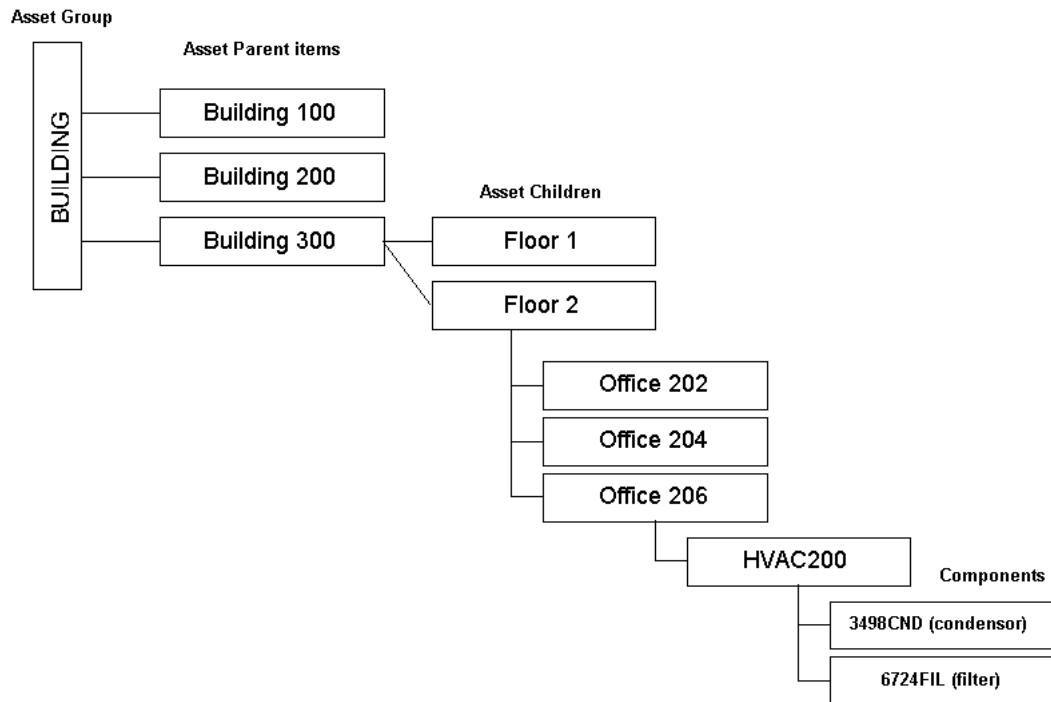 Asset Group
Asset Parent items
BUILDING
Building 100
Building 200
Asset Children
Building 300
Floor 1
Floor 2
Office 202
Office 204
Office 206
HVAC200
Components
3498CND (condensor)
6724FIL (filter)